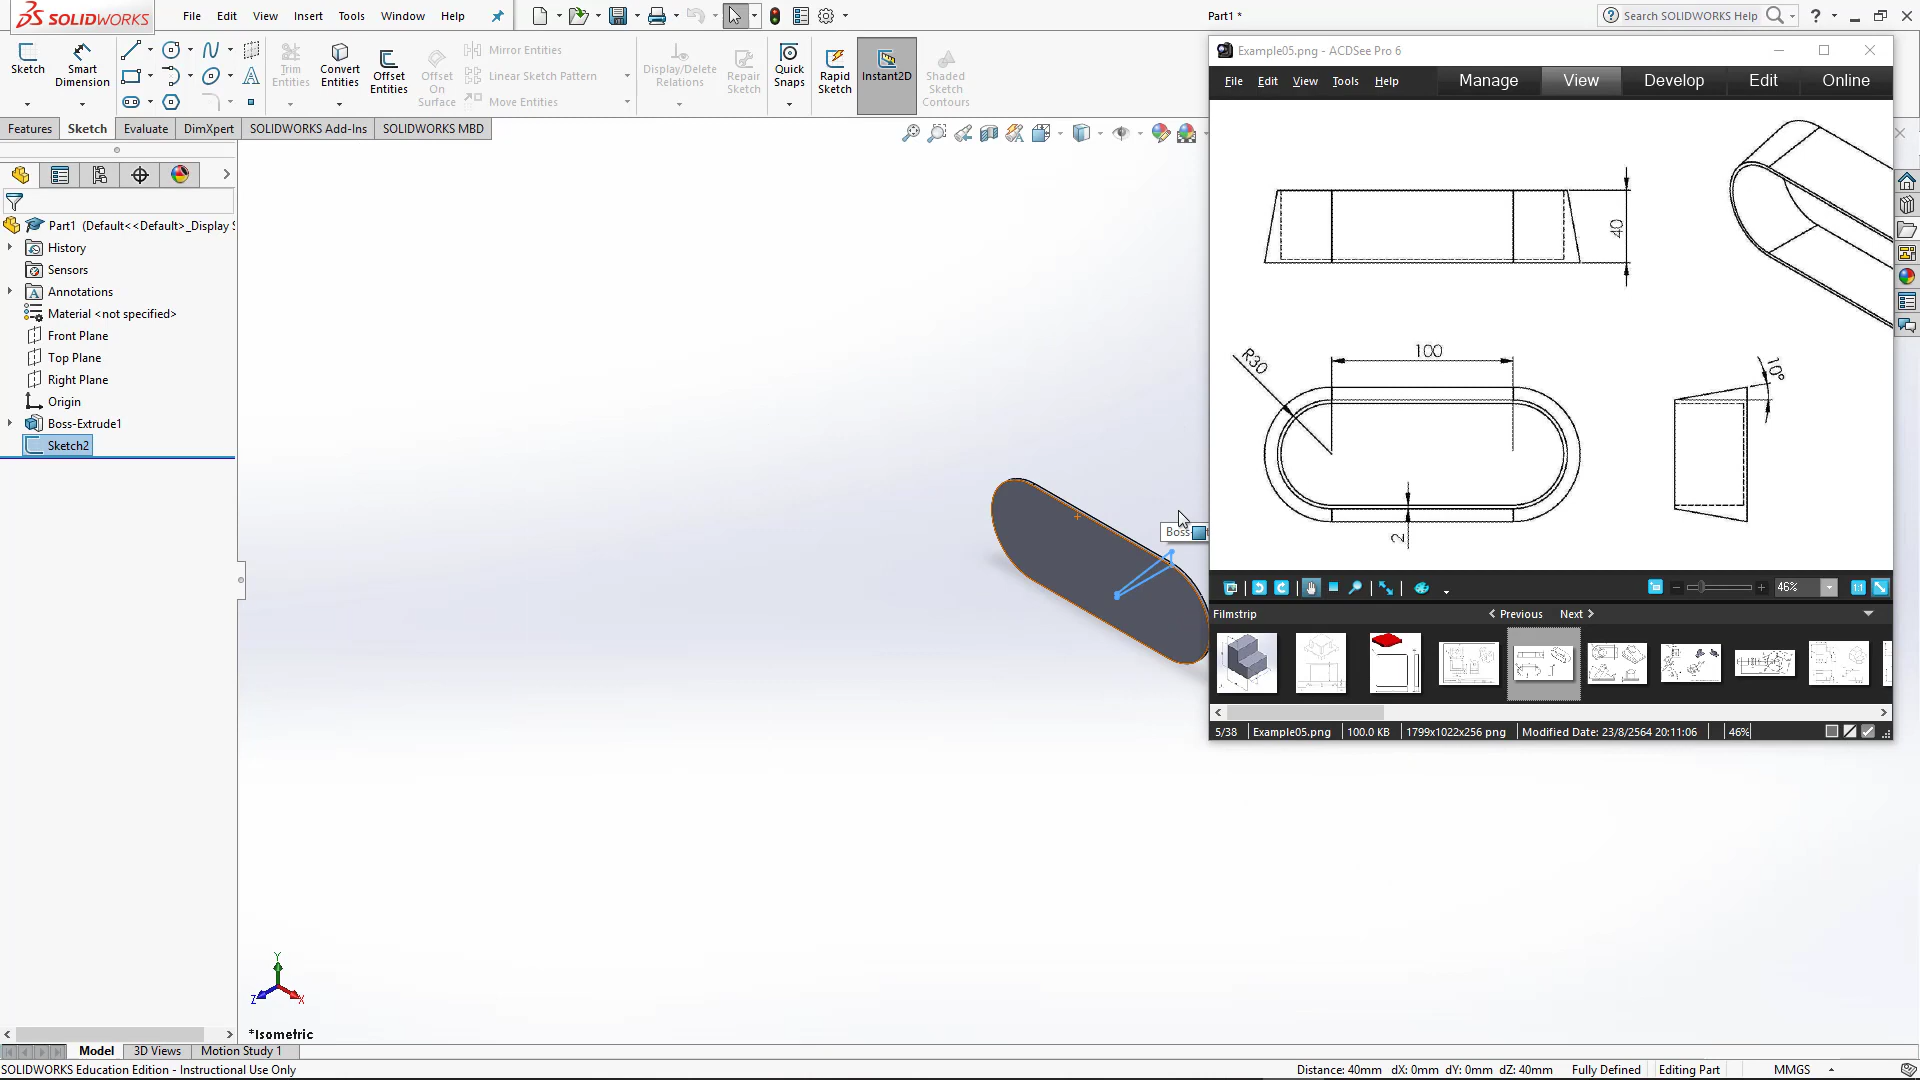 SOLIDWORKS
File Edit View Insert Tools Window Help
Part1 *
Search SOLIDWORKS Help
Sketch
Smart
Dimension
Trim
Entities
Convert
Entities
Offset
Entities
Offset
On
Surface
Mirror Entities
Linear Sketch Pattern
Move Entities
Display/Delete
Relations
Repair
Sketch
Quick
Snaps
Rapid
Sketch
Instant2D
Shaded
Sketch
Contours
Features Sketch Evaluate DimXpert SOLIDWORKS Add-Ins SOLIDWORKS MBD
Part1 (Default<<Default>_Display
History
Sensors
Annotations
Material <not specified>
Front Plane
Top Plane
Right Plane
Origin
Boss-Extrude1
Sketch2
Boss-
Y
Z
X
*Isometric
Example05.png - ACDSee Pro 6
File Edit View Tools Help
Manage View Develop Edit Online
40
R30
100
10°
2
46%
Filmstrip
Previous Next
5/38 Example05.png 100.0 KB 1799x1022x256 png Modified Date: 23/8/2564 20:11:06 46%
Model 3D Views Motion Study 1
SOLIDWORKS Education Edition - Instructional Use Only
Distance: 40mm dX: 0mm dY: 0mm dZ: 40mm Fully Defined Editing Part MMGS